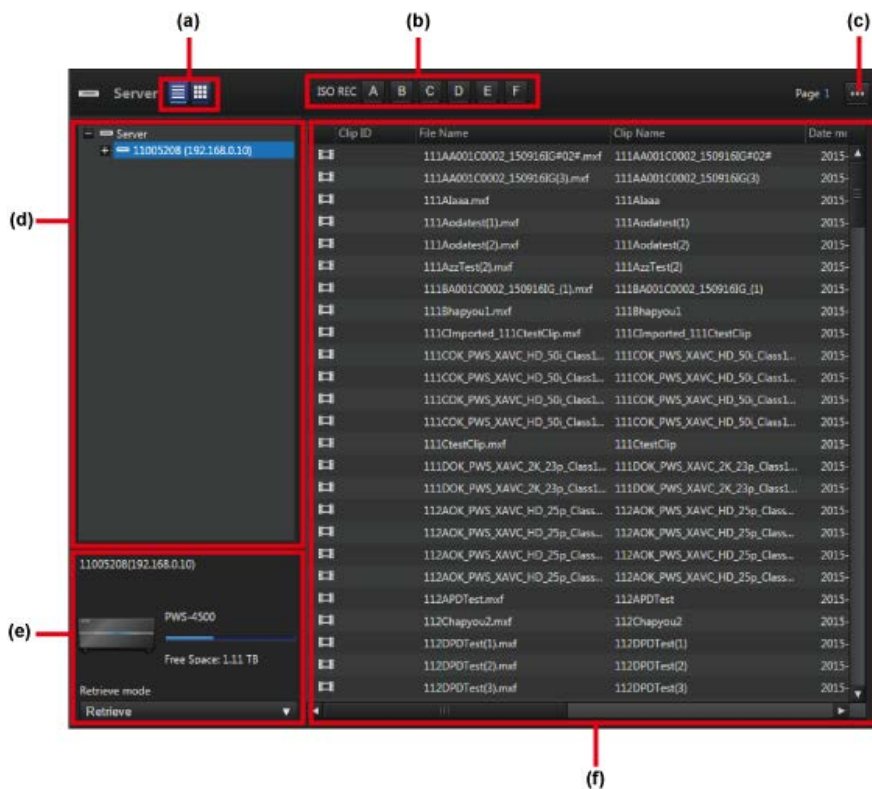 (a)
(b)
(c)
Server
ISO REC A B C D E F
Page 1
(d)
Server
11005208 (192.168.0.10)
Clip ID File Name Clip Name
111AA001C0002_150916IG#02#.mxf 111AA001C0002_150916IG#02# 2015-
111AA001C0002_150916IG(3).mxf 111AA001C0002_150916IG(3) 2015-
111AIaaa.mxf 111AIaaa 2015-
111Aodatest(1).mxf 111Aodatest(1) 2015-
111Aodatest(2).mxf 111Aodatest(2) 2015-
111AzzTest(2).mxf 111AzzTest(2) 2015-
111BA001C0002_150916IG_(1).mxf 111BA001C0002_150916IG_(1) 2015-
111Bhapyou1.mxf 111Bhapyou1 2015-
111CImported_111CtestClip.mxf 111CImported_111CtestClip 2015-
111COK_PWS_XAVC_HD_50i_Class1... 111COK_PWS_XAVC_HD_50i_Class1... 2015-
111COK_PWS_XAVC_HD_50i_Class1... 111COK_PWS_XAVC_HD_50i_Class1... 2015-
111COK_PWS_XAVC_HD_50i_Class1... 111COK_PWS_XAVC_HD_50i_Class1... 2015-
111COK_PWS_XAVC_HD_50i_Class1... 111COK_PWS_XAVC_HD_50i_Class1... 2015-
111CtestClip.mxf 111CtestClip 2015-
111DOK_PWS_XAVC_2K_23p_Class1... 111DOK_PWS_XAVC_2K_23p_Class1... 2015-
111DOK_PWS_XAVC_2K_23p_Class1... 111DOK_PWS_XAVC_2K_23p_Class1... 2015-
112AOK_PWS_XAVC_HD_25p_Class... 112AOK_PWS_XAVC_HD_25p_Class... 2015-
112AOK_PWS_XAVC_HD_25p_Class... 112AOK_PWS_XAVC_HD_25p_Class... 2015-
112AOK_PWS_XAVC_HD_25p_Class... 112AOK_PWS_XAVC_HD_25p_Class... 2015-
112AOK_PWS_XAVC_HD_25p_Class... 112AOK_PWS_XAVC_HD_25p_Class... 2015-
112APDTest.mxf 112APDTest 2015-
112Chapyou2.mxf 112Chapyou2 2015-
112DPDTest(1).mxf 112DPDTest(1) 2015-
112DPDTest(2).mxf 112DPDTest(2) 2015-
112DPDTest(3).mxf 112DPDTest(3) 2015-
(e)
11005208(192.168.0.10)
PWS-4500
Free Space: 1.11 TB
Retrieve mode
Retrieve
(f)